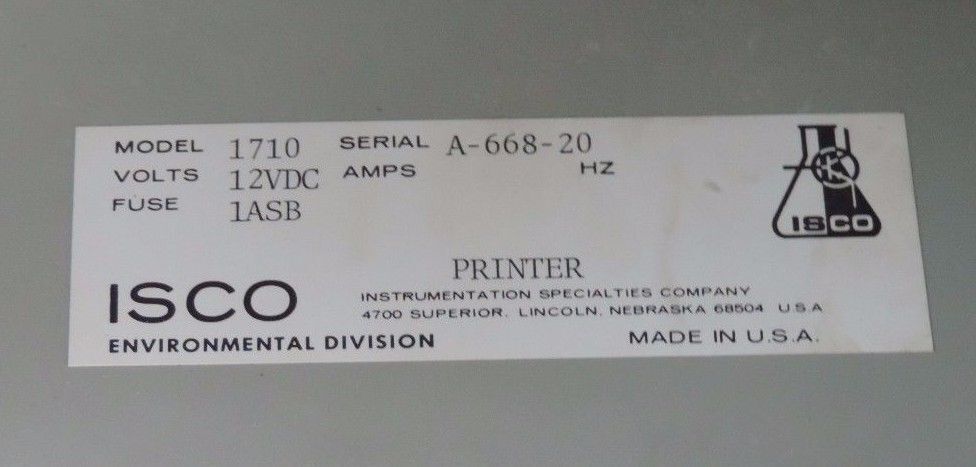 MODEL 1710 SERIAL A-668-20
VOLTS 12VDC AMPS HZ
FUSE 1ASB
ISCO
PRINTER
ISCO INSTRUMENTATION SPECIALTIES COMPANY
4700 SUPERIOR. LINCOLN, NEBRASKA 68504 U.S.A
ENVIRONMENTAL DIVISION MADE IN U.S.A.